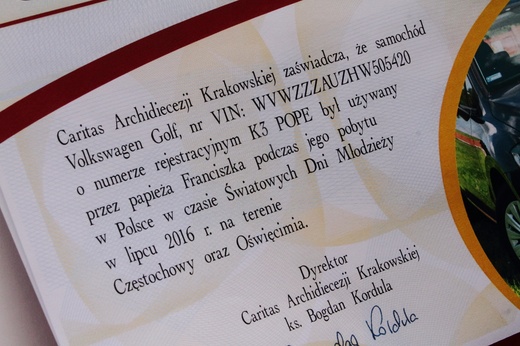 Caritas Archidiecezji Krakowskiej zaświadcza, że samochód
Volkswagen Golf, nr VIN: WVWZZZAUZHW505420
o numerze rejestracyjnym K3 POPE był używany
przez papieża Franciszka podczas jego pobytu
w Polsce w czasie Światowych Dni Młodzieży
w lipcu 2016 r. na terenie
Częstochowy oraz Oświęcimia.
Dyrektor
Caritas Archidiecezji Krakowskiej
ks. Bogdan Kordula
Kordula